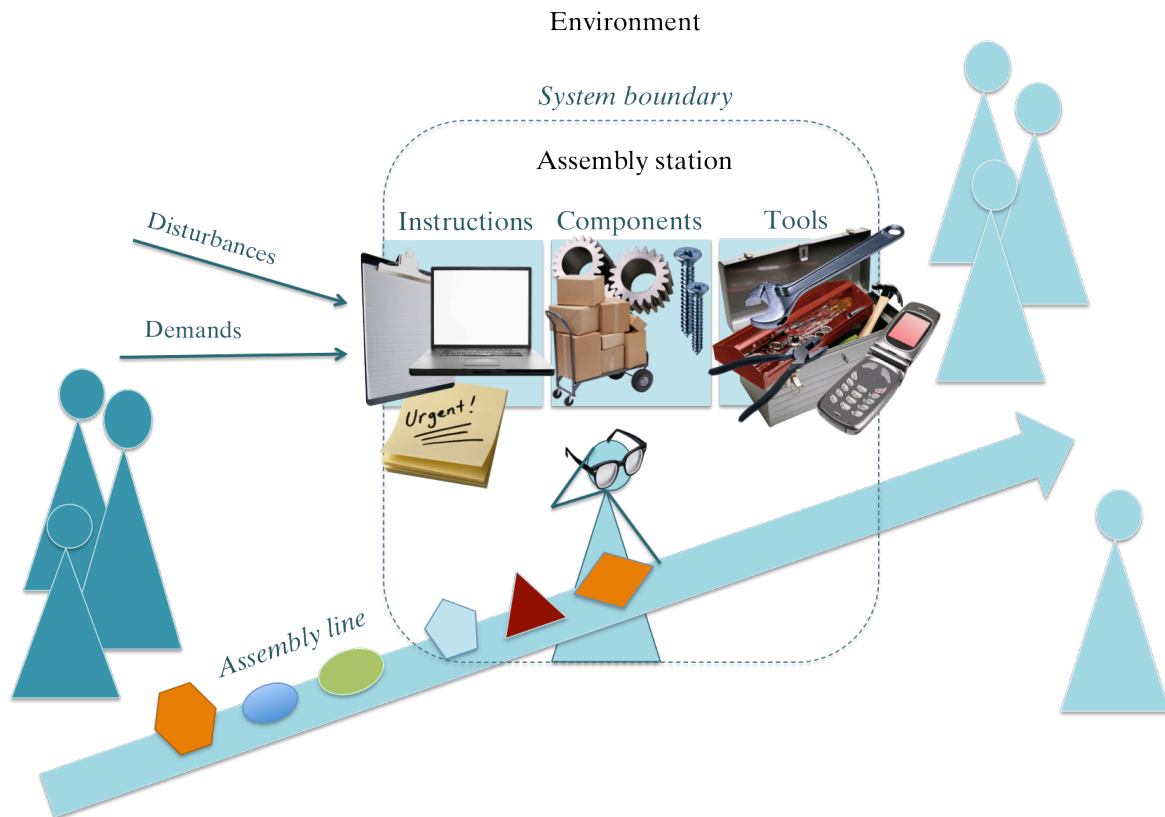 Environment
System boundary
Assembly station
Instructions
Components
Tools
Disturbances
Demands
Urgent!
Assembly line